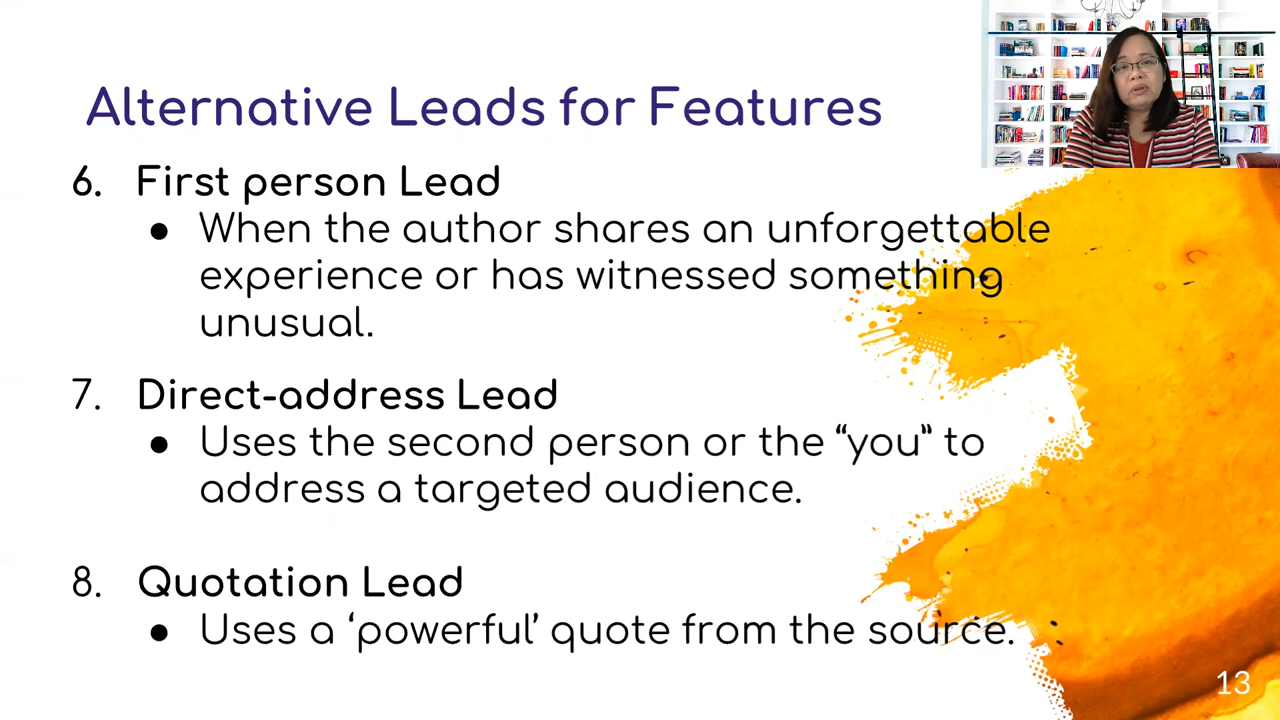 Alternative Leads for Features
6. First person Lead
● When the author shares an unforgettable
experience or has witnessed something
unusual.
7. Direct-address Lead
● Uses the second person or the “you” to
address a targeted audience.
8. Quotation Lead
● Uses a ‘powerful’ quote from the source.
13